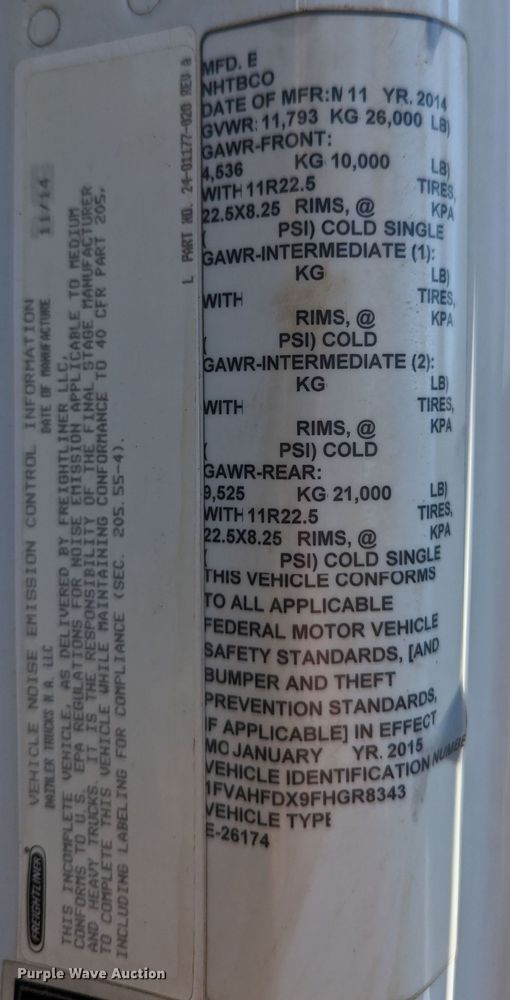 MFD. E
NHTBCO
DATE OF MFR:M 11 YR. 2014
GVWR: 11,793 KG 26,000 LB)
GAWR-FRONT:
4,536 KG 10,000 LB)
WITH 11R22.5 TIRES,
22.5X8.25 RIMS, @ KPA
( PSI) COLD SINGLE
GAWR-INTERMEDIATE (1):
KG LB)
WITH TIRES,
RIMS, @ KPA
( PSI) COLD
GAWR-INTERMEDIATE (2):
KG LB)
WITH TIRES,
RIMS, @ KPA
( PSI) COLD
GAWR-REAR:
9,525 KG 21,000 LB)
WITH 11R22.5 TIRES,
22.5X8.25 RIMS, @ KPA
( PSI) COLD SINGLE
THIS VEHICLE CONFORMS
TO ALL APPLICABLE
FEDERAL MOTOR VEHICLE
SAFETY STANDARDS, [AND
BUMPER AND THEFT
PREVENTION STANDARDS,
IF APPLICABLE] IN EFFECT
MO JANUARY YR. 2015
VEHICLE IDENTIFICATION NUMBE
1FVAHFDX9FHGR8343
VEHICLE TYPE
E-26174
FREIGHTLINER
VEHICLE NOISE EMISSION CONTROL INFORMATION
DAIMLER TRUCKS N.A. LLC DATE OF MANUFACTURE 11/14
THIS INCOMPLETE VEHICLE, AS DELIVERED BY FREIGHTLINER LLC,
CONFORMS TO U.S. EPA REGULATIONS FOR NOISE EMISSION APPLICABLE TO MEDIUM
AND HEAVY TRUCKS. IT IS THE RESPONSIBILITY OF THE FINAL STAGE MANUFACTURER
TO COMPLETE THIS VEHICLE WHILE MAINTAINING CONFORMANCE TO 40 CFR PART 205,
INCLUDING LABELING FOR COMPLIANCE (SEC. 205.55-4).
L PART NO. 24-01177-020 REV A
Purple Wave Auction